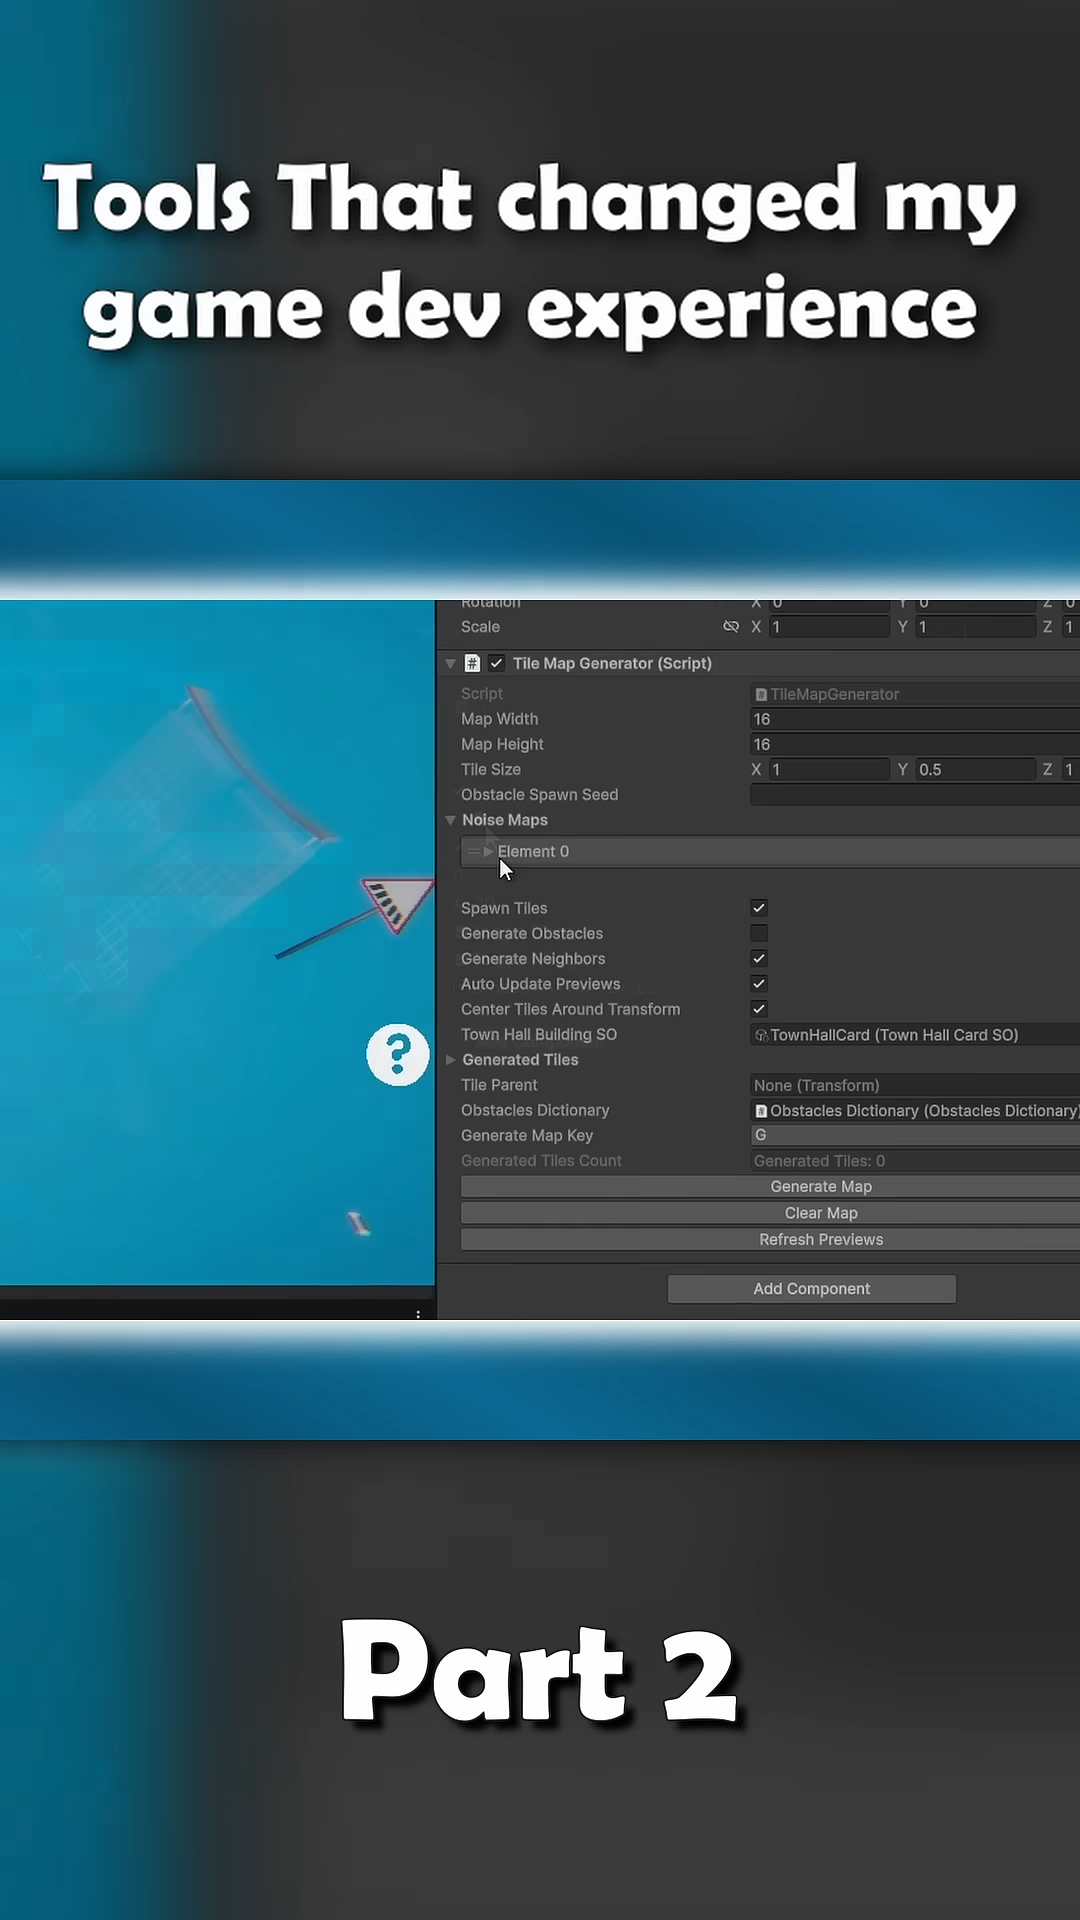 Tools That changed my
game dev experience
Rotation X 0 Y 0 Z 0
Scale X 1 Y 1 Z 1
# Tile Map Generator (Script)
Script # TileMapGenerator
Map Width 16
Map Height 16
Tile Size X 1 Y 0.5 Z 1
Obstacle Spawn Seed
Noise Maps
Element 0
Spawn Tiles
Generate Obstacles
Generate Neighbors
Auto Update Previews
Center Tiles Around Transform
Town Hall Building SO TownHallCard (Town Hall Card SO)
?
Generated Tiles
Tile Parent None (Transform)
Obstacles Dictionary # Obstacles Dictionary (Obstacles Dictionary)
Generate Map Key G
Generated Tiles Count Generated Tiles: 0
Generate Map
Clear Map
Refresh Previews
Add Component
Part 2